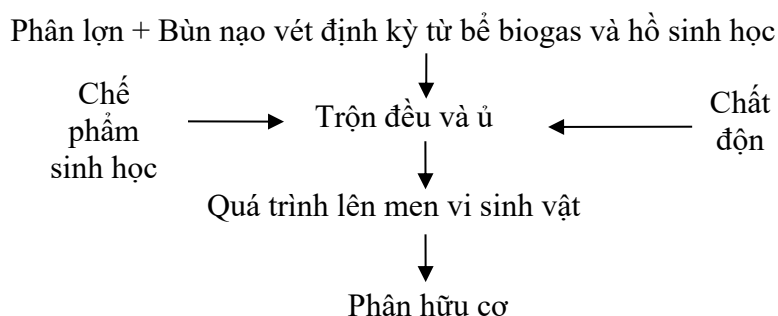 Phân lợn + Bùn nạo vét định kỳ từ bể biogas và hồ sinh học
Chế
phẩm
sinh học
Trộn đều và ủ
Chất
độn
Quá trình lên men vi sinh vật
Phân hữu cơ